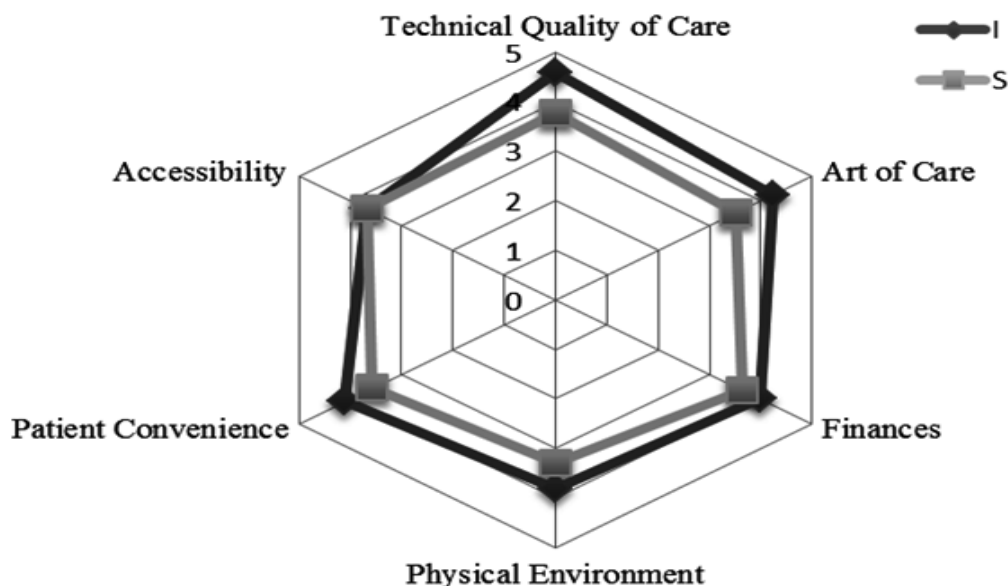 Technical Quality of Care
I
S
5
4
3
2
1
0
Accessibility
Art of Care
Patient Convenience
Finances
Physical Environment